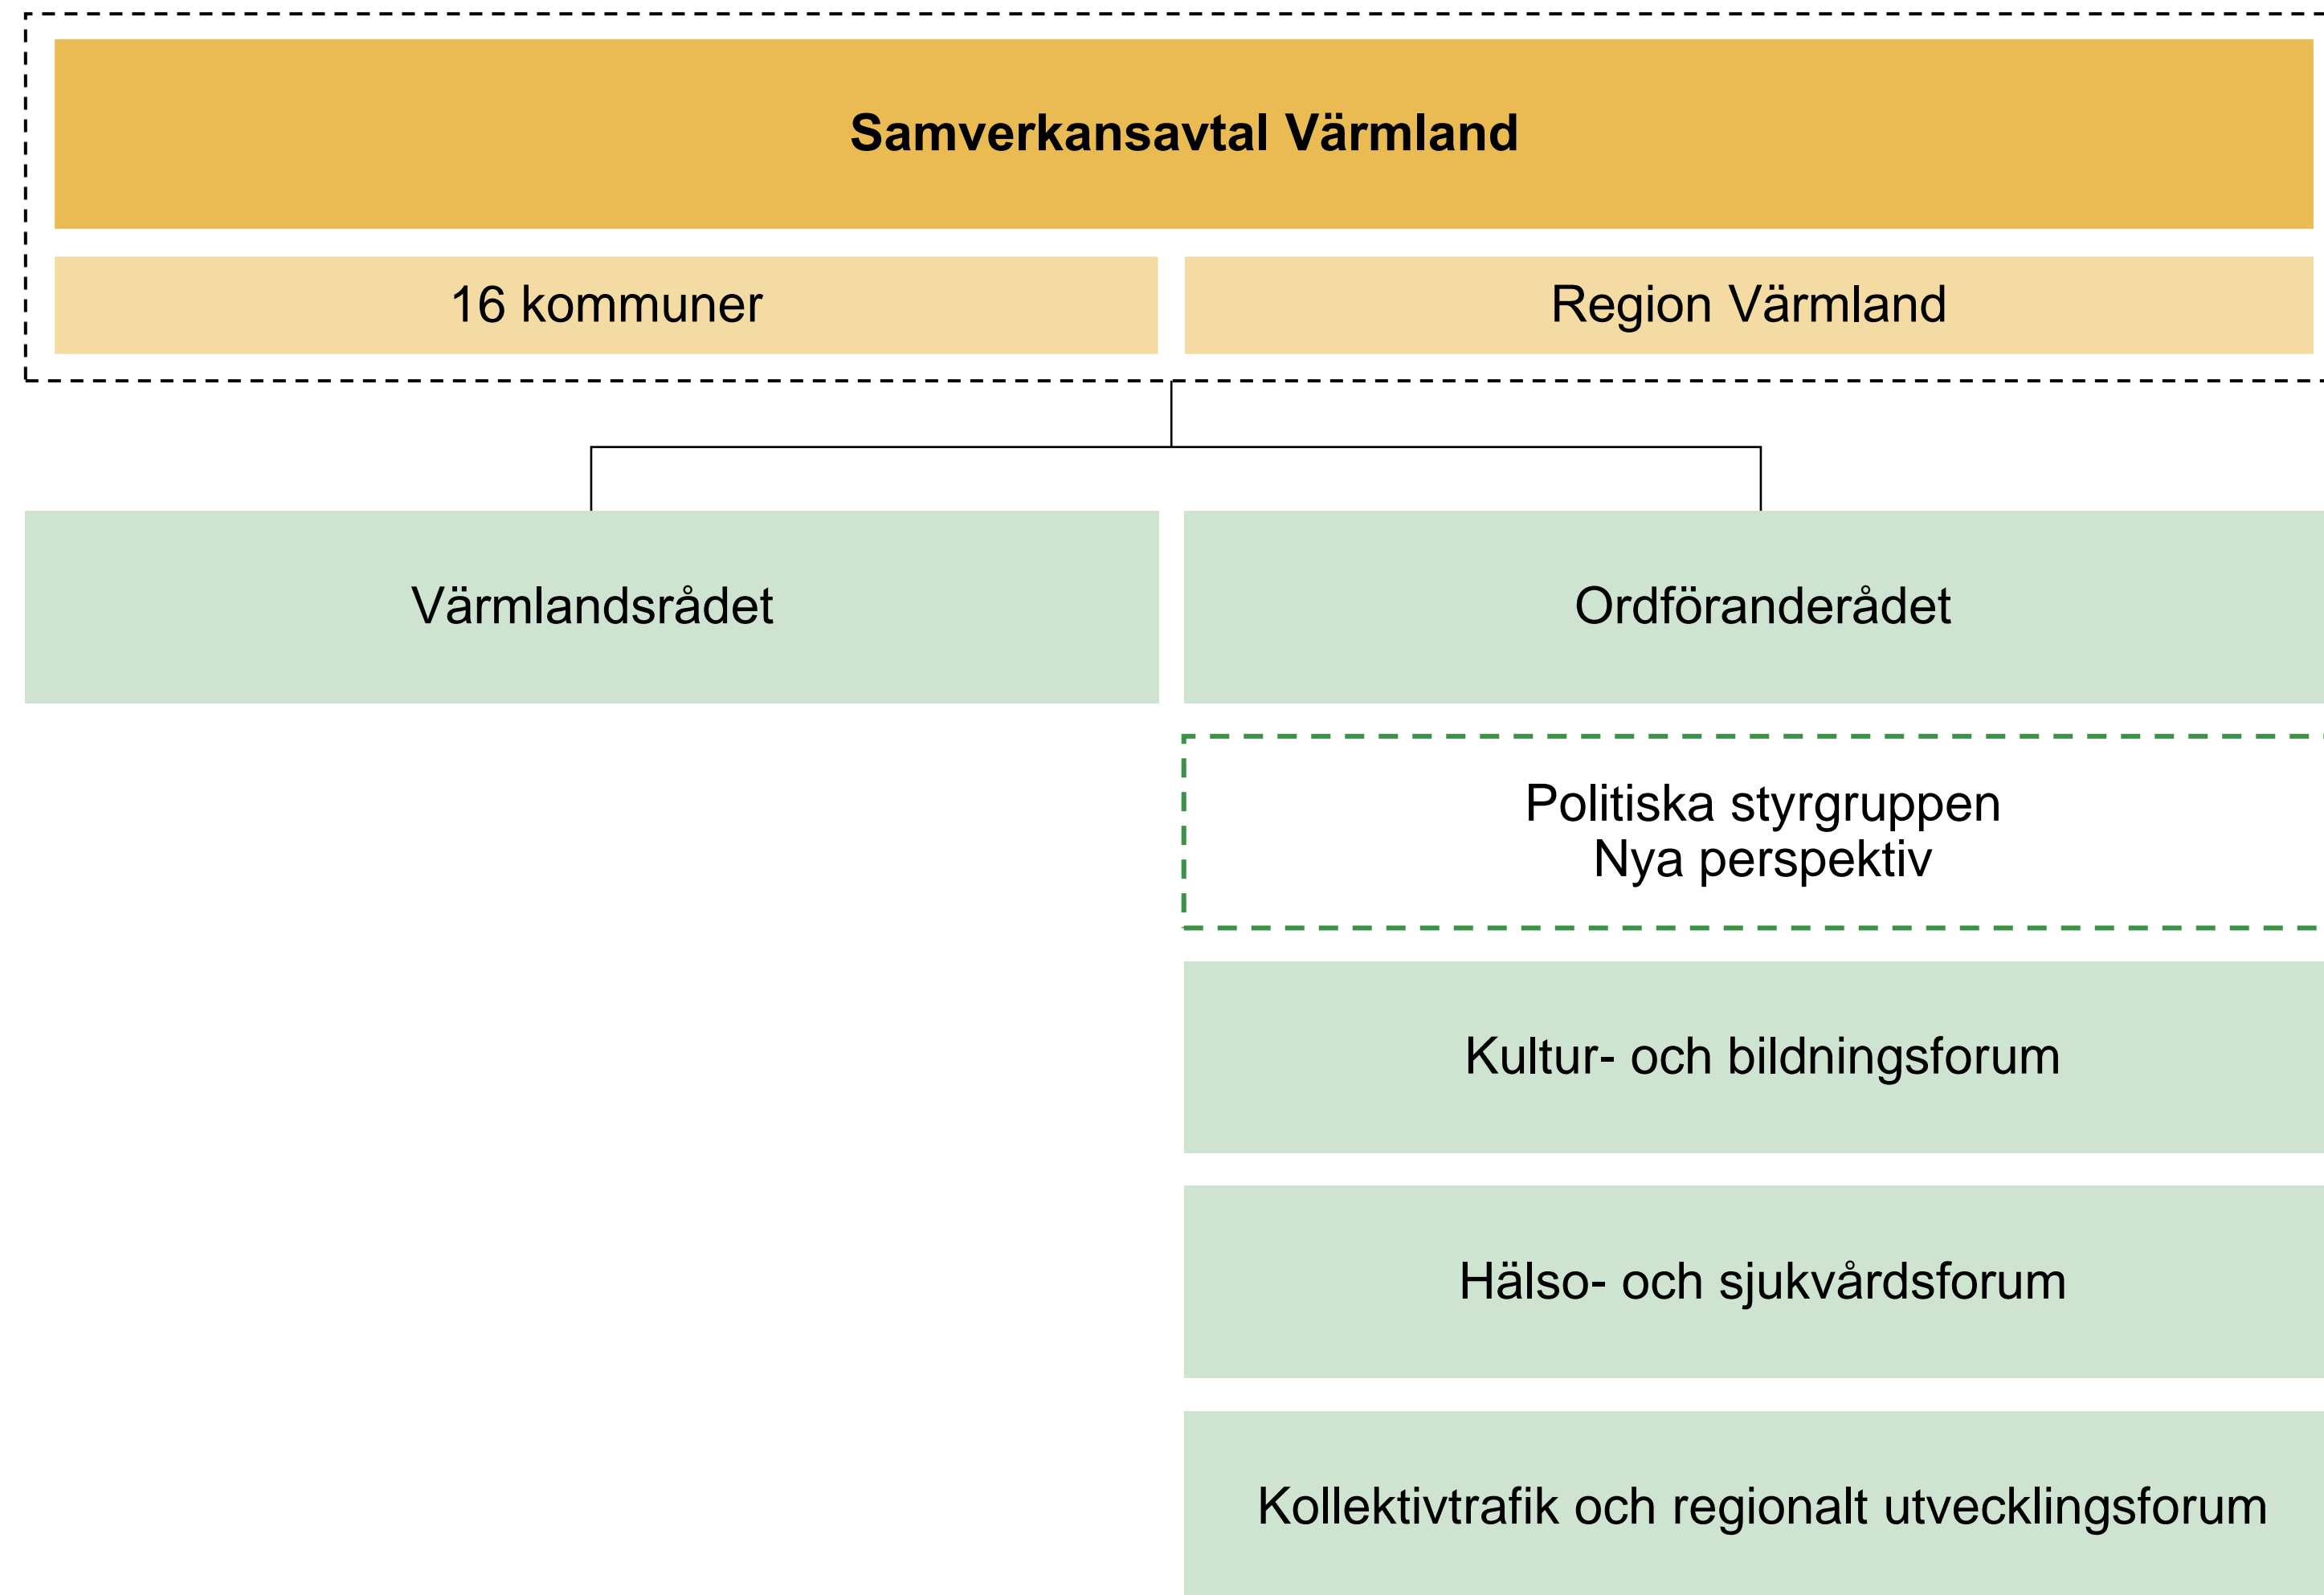 Samverkansavtal Värmland
16 kommuner
Region Värmland
Värmlandsrådet
Ordföranderådet
Politiska styrgruppen
Nya perspektiv
Kultur- och bildningsforum
Hälso- och sjukvårdsforum
Kollektivtrafik och regionalt utvecklingsforum